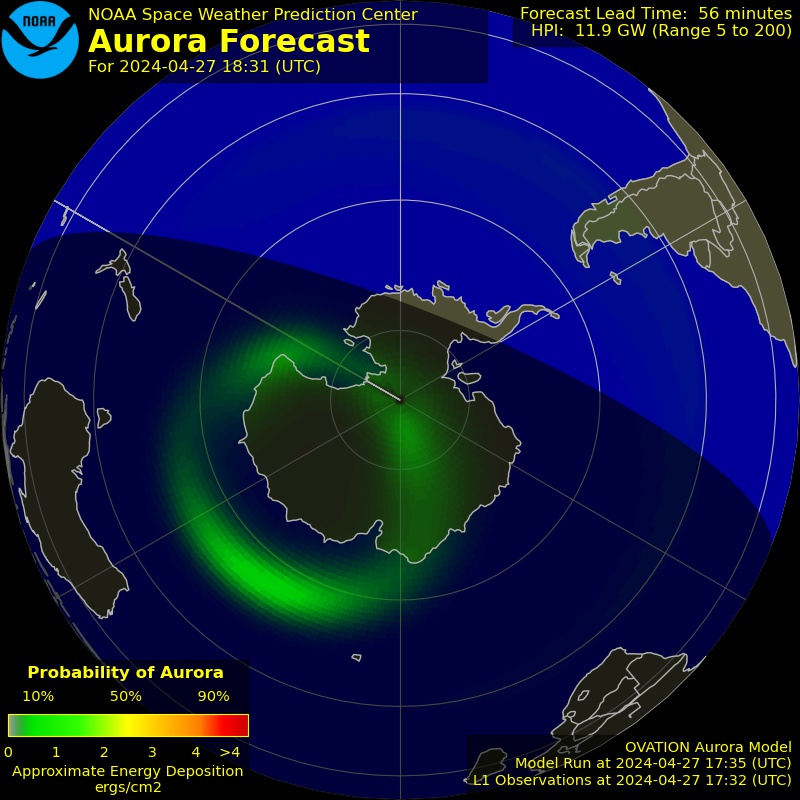 NOAA
NOAA Space Weather Prediction Center
Aurora Forecast
For 2024-04-27 18:31 (UTC)
Forecast Lead Time: 56 minutes
HPI: 11.9 GW (Range 5 to 200)
Probability of Aurora
10% 50% 90%
0 1 2 3 4 >4
Approximate Energy Deposition
ergs/cm2
OVATION Aurora Model
Model Run at 2024-04-27 17:35 (UTC)
L1 Observations at 2024-04-27 17:32 (UTC)